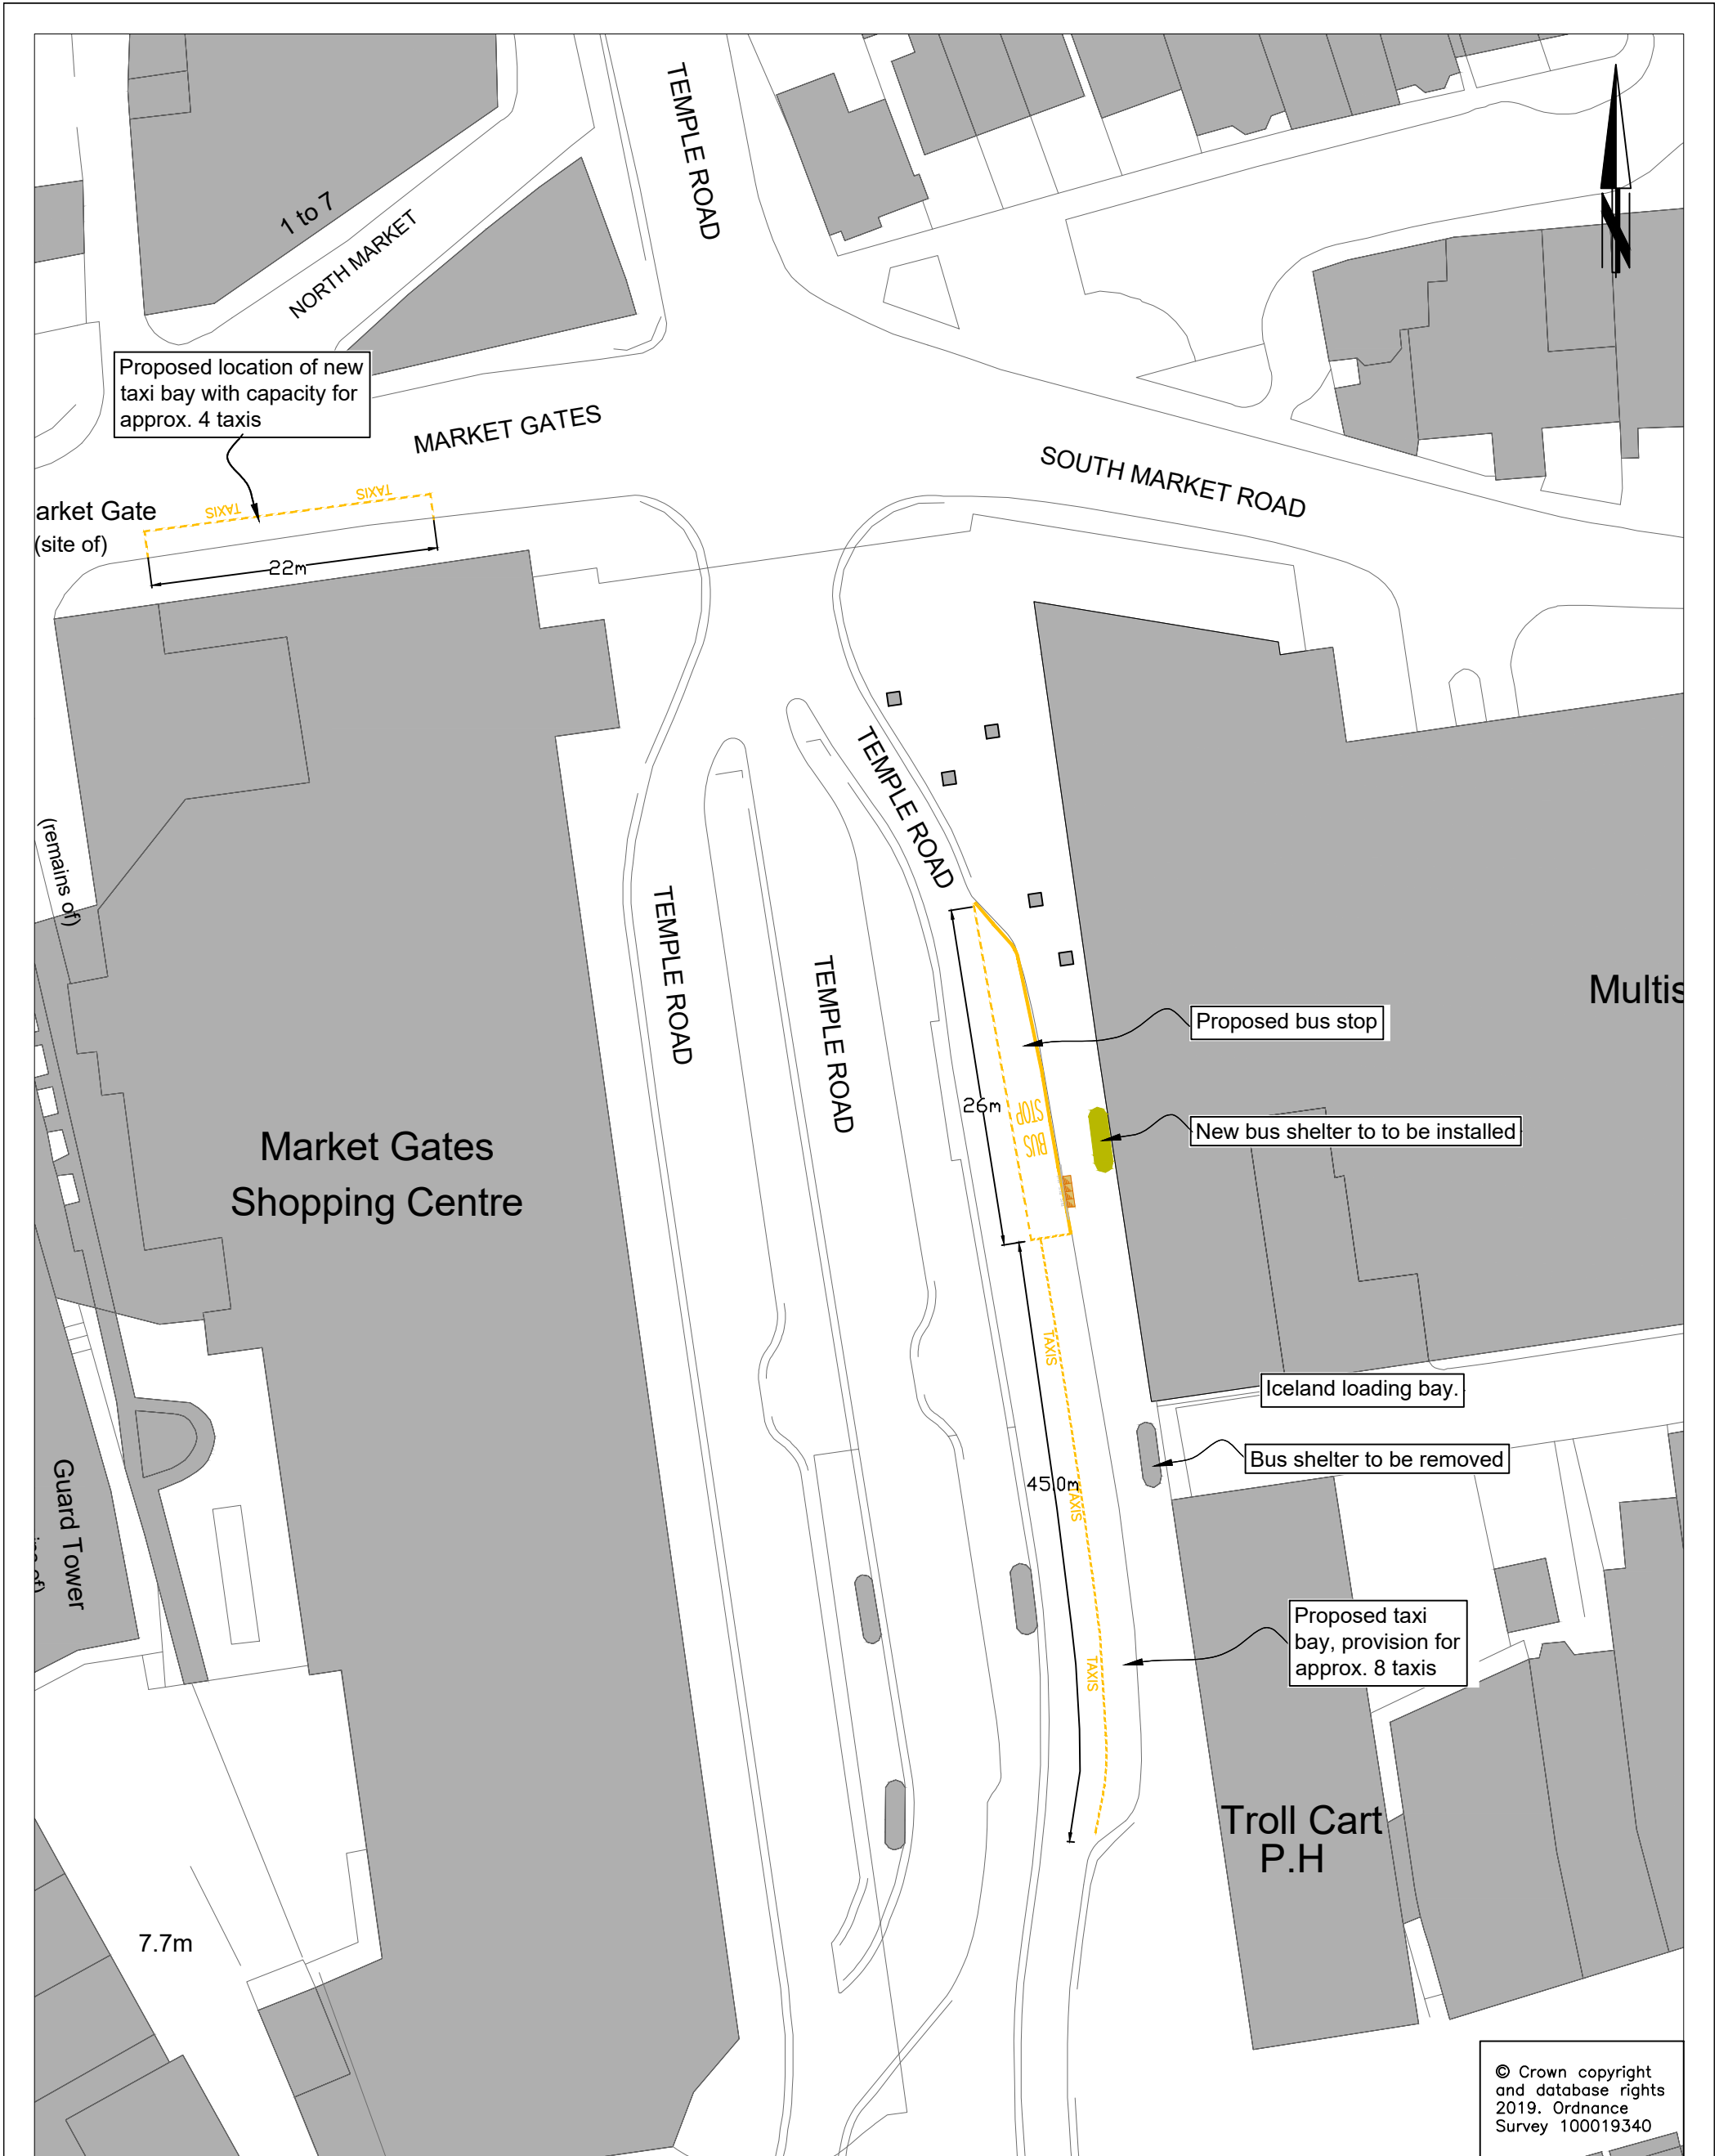 TEMPLE ROAD
1 to 7
NORTH MARKET
N
Proposed location of new
taxi bay with capacity for
approx. 4 taxis
MARKET GATES
SOUTH MARKET ROAD
TAXIS
TAXIS
arket Gate
(site of)
22m
TEMPLE ROAD
(remains of)
TEMPLE ROAD
TEMPLE ROAD
Multis
Proposed bus stop
26m
BUS
STOP
New bus shelter to to be installed
Market Gates
Shopping Centre
TAXIS
Iceland loading bay.
Bus shelter to be removed
45.0m
TAXIS
Guard Tower
Proposed taxi
bay, provision for
approx. 8 taxis
TAXIS
Troll Cart
P.H
7.7m
© Crown copyright
and database rights
2019. Ordnance
Survey 100019340